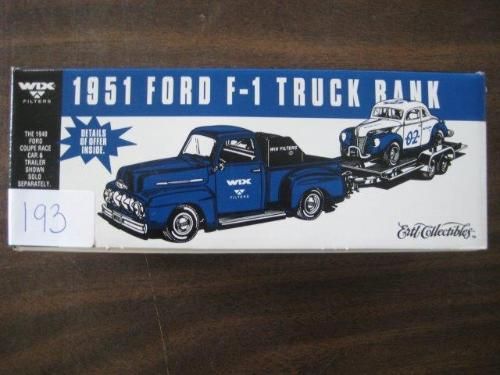 WIX
FILTERS
1951 FORD F-1 TRUCK BANK
DETAILS
OF OFFER
INSIDE.
THE 1940
FORD
COUPE RACE
CAR &
TRAILER
SHOWN
SOLD
SEPARATELY.
193
WIX FILTERS
WIX
FILTERS
92
Ertl Collectibles